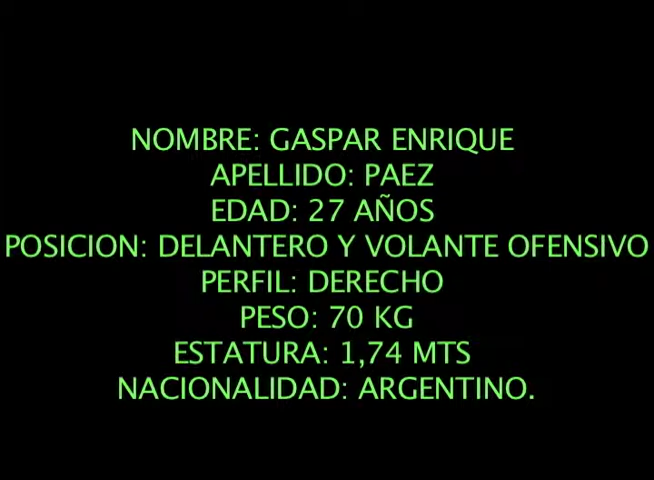 NOMBRE: GASPAR ENRIQUE
APELLIDO: PAEZ
EDAD: 27 AÑOS
POSICION: DELANTERO Y VOLANTE OFENSIVO
PERFIL: DERECHO
PESO: 70 KG
ESTATURA: 1,74 MTS
NACIONALIDAD: ARGENTINO.